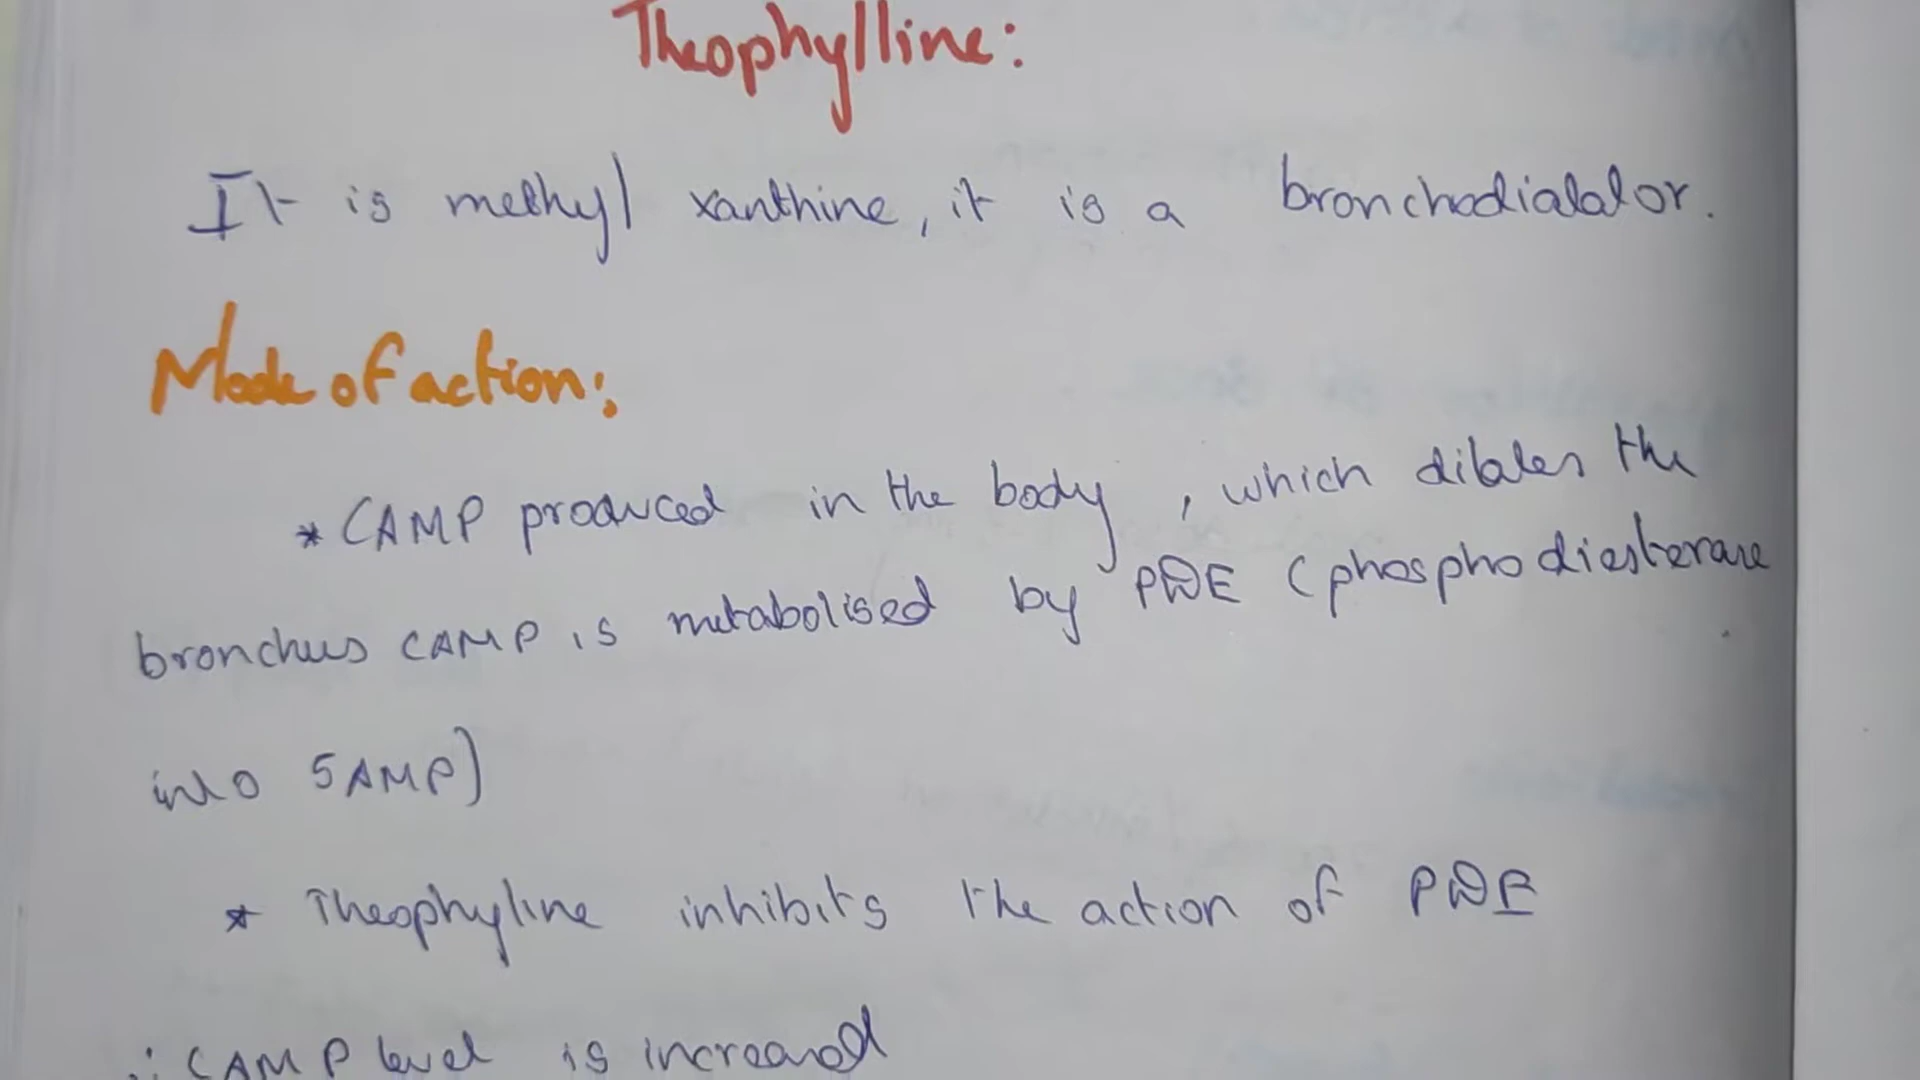 Theophylline:
It is methyl xanthine, it is a bronchodialator.
Mode of action:
* CAMP produced in the body, which dilates the
bronchus CAMP is metabolised by PDE (phosphodiesterase
into 5AMP)
* Theophyline inhibits the action of PDE
∴ CAMP level is increased